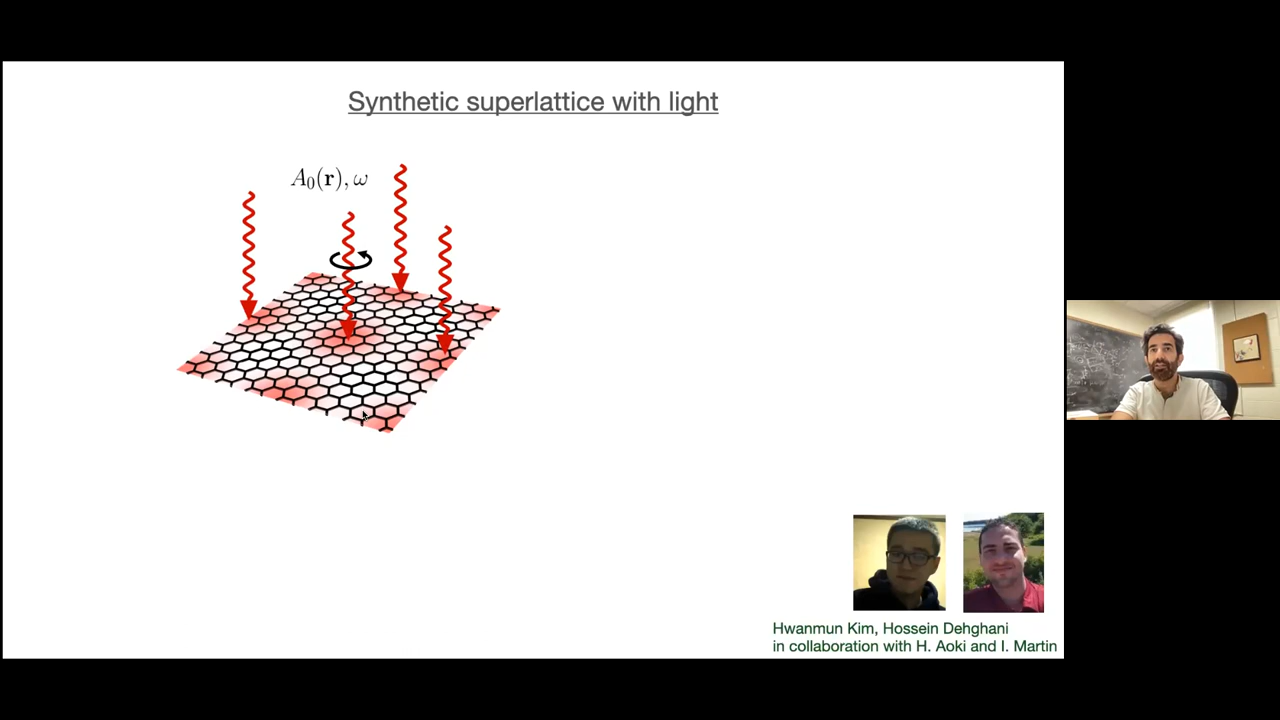 Synthetic superlattice with light
A₀(r), ω
Hwanmun Kim, Hossein Dehghani
in collaboration with H. Aoki and I. Martin